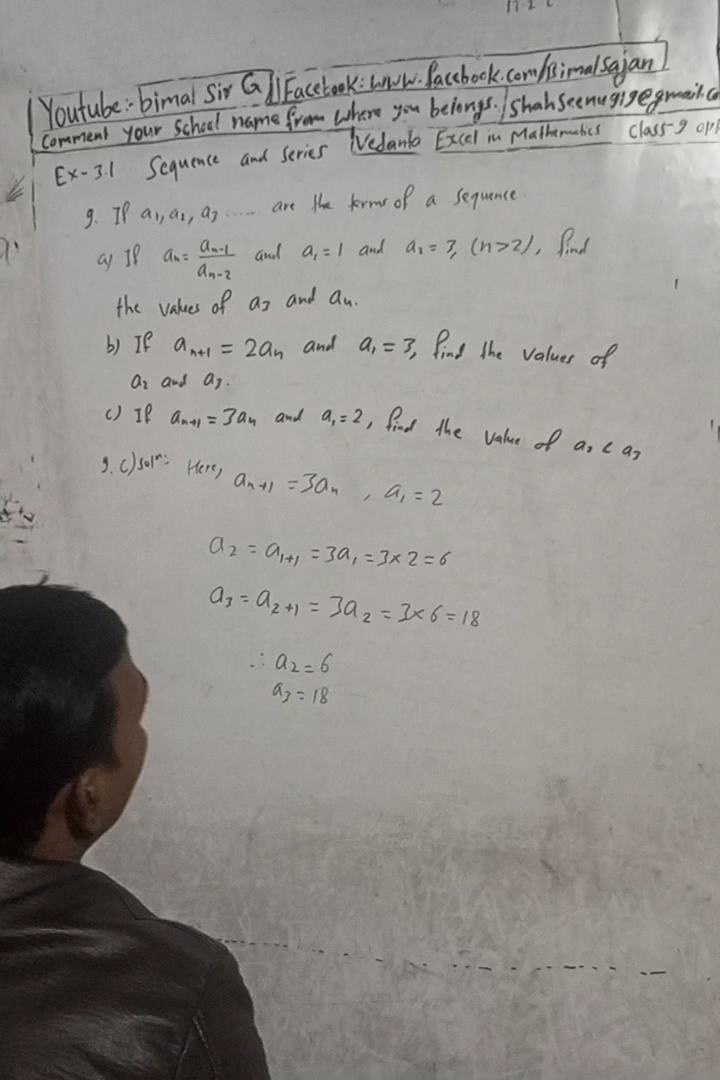 Youtube:- bimal Sir G || Facebook: www.facebook.com/BimalSajan
Comment your School name from where you belongs. / Shahseenu919@gmail.co
Ex-3.1 Sequence and Series Vedanta Excel in Mathematics Class-9 opt
9. If a₁, a₂, a₃ ...... are the terms of a sequence.
a) If aₙ = aₙ₋₁/aₙ₋₂ and a₁ = 1 and a₂ = 3, (n>2), find
the values of a₃ and a₄.
b) If aₙ₊₁ = 2aₙ and a₁ = 3, find the values of
a₂ and a₃.
c) If aₙ₊₁ = 3aₙ and a₁ = 2, find the value of a₂ & a₃
9. c) solⁿ: Here, aₙ₊₁ = 3aₙ , a₁ = 2
a₂ = a₁₊₁ = 3a₁ = 3×2 = 6
a₃ = a₂₊₁ = 3a₂ = 3×6 = 18
∴ a₂ = 6
a₃ = 18